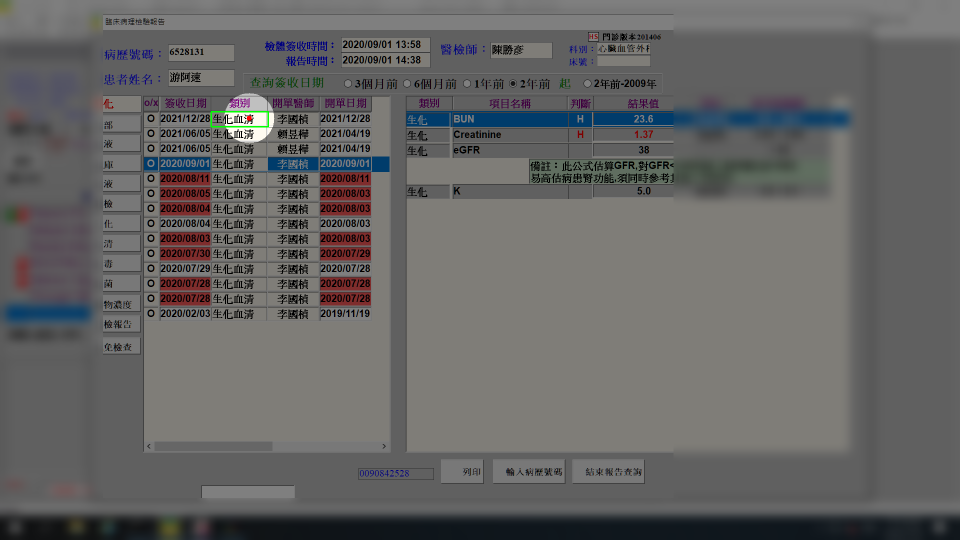 臨床病理檢驗報告
HS 門診版本201406
病歷號碼： 6528131 檢體簽收時間： 2020/09/01 13:58 醫檢師： 陳勝彥 科別： 心臟血管外科
報告時間： 2020/09/01 14:38 床號：
患者姓名： 游阿速 查詢簽收日期 3個月前 6個月前 1年前 2年前 起 2年前-2009年
化
部
液
庫
液
檢
化
清
毒
菌
物濃度
檢報告
免檢查
o/x 簽收日期 類別 開單醫師 開單日期
O 2021/12/28 生化血清 李國楨 2021/12/28
O 2021/06/05 生化血清 賴昱樺 2021/04/19
O 2021/06/05 生化血清 賴昱樺 2021/04/19
O 2020/09/01 生化血清 李國楨 2020/09/01
O 2020/08/11 生化血清 李國楨 2020/08/11
O 2020/08/05 生化血清 李國楨 2020/08/03
O 2020/08/04 生化血清 李國楨 2020/08/03
O 2020/08/04 生化血清 李國楨 2020/08/03
O 2020/08/03 生化血清 李國楨 2020/08/03
O 2020/07/30 生化血清 李國楨 2020/07/29
O 2020/07/29 生化血清 李國楨 2020/07/28
O 2020/07/28 生化血清 李國楨 2020/07/28
O 2020/07/28 生化血清 李國楨 2020/07/28
O 2020/02/03 生化血清 李國楨 2019/11/19
類別 項目名稱 判斷 結果值
生化 BUN H 23.6
生化 Creatinine H 1.37
生化 eGFR 38
備註：此公式估算GFR,對GFR<
易高估病患腎功能,須同時參考
生化 K 5.0
0090842528 列印 輸入病歷號碼 結束報告查詢